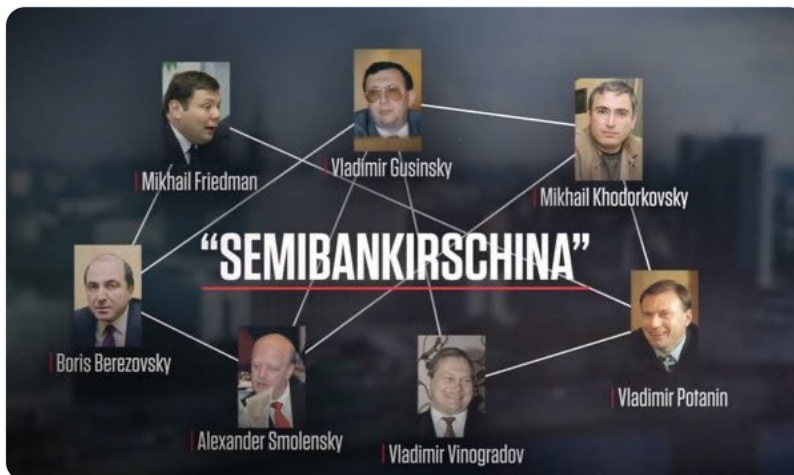 Mikhail Friedman
Vladimir Gusinsky
Mikhail Khodorkovsky
“SEMIBANKIRSCHINA”
Boris Berezovsky
Alexander Smolensky
Vladimir Vinogradov
Vladimir Potanin